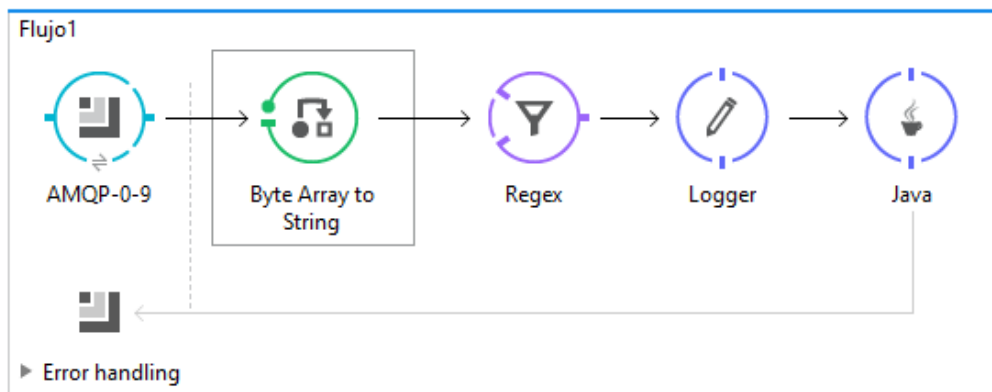 Flujo1
AMQP-0-9
Byte Array to
String
Regex
Logger
Java
Error handling